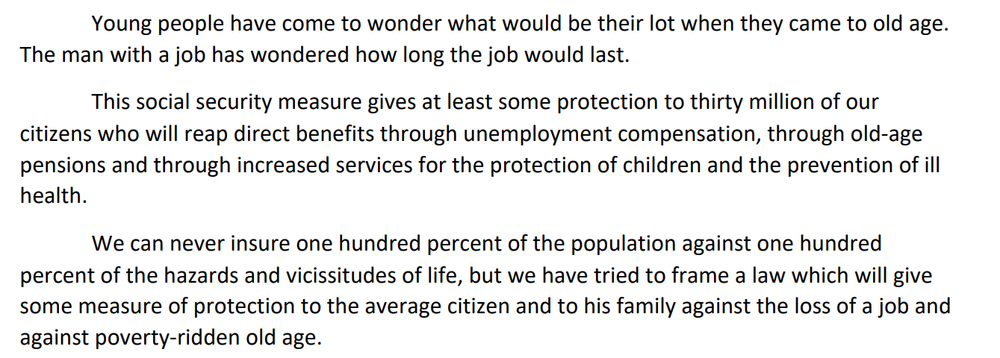 Young people have come to wonder what would be their lot when they came to old age.
The man with a job has wondered how long the job would last.
This social security measure gives at least some protection to thirty million of our
citizens who will reap direct benefits through unemployment compensation, through old-age
pensions and through increased services for the protection of children and the prevention of ill
health.
We can never insure one hundred percent of the population against one hundred
percent of the hazards and vicissitudes of life, but we have tried to frame a law which will give
some measure of protection to the average citizen and to his family against the loss of a job and
against poverty-ridden old age.